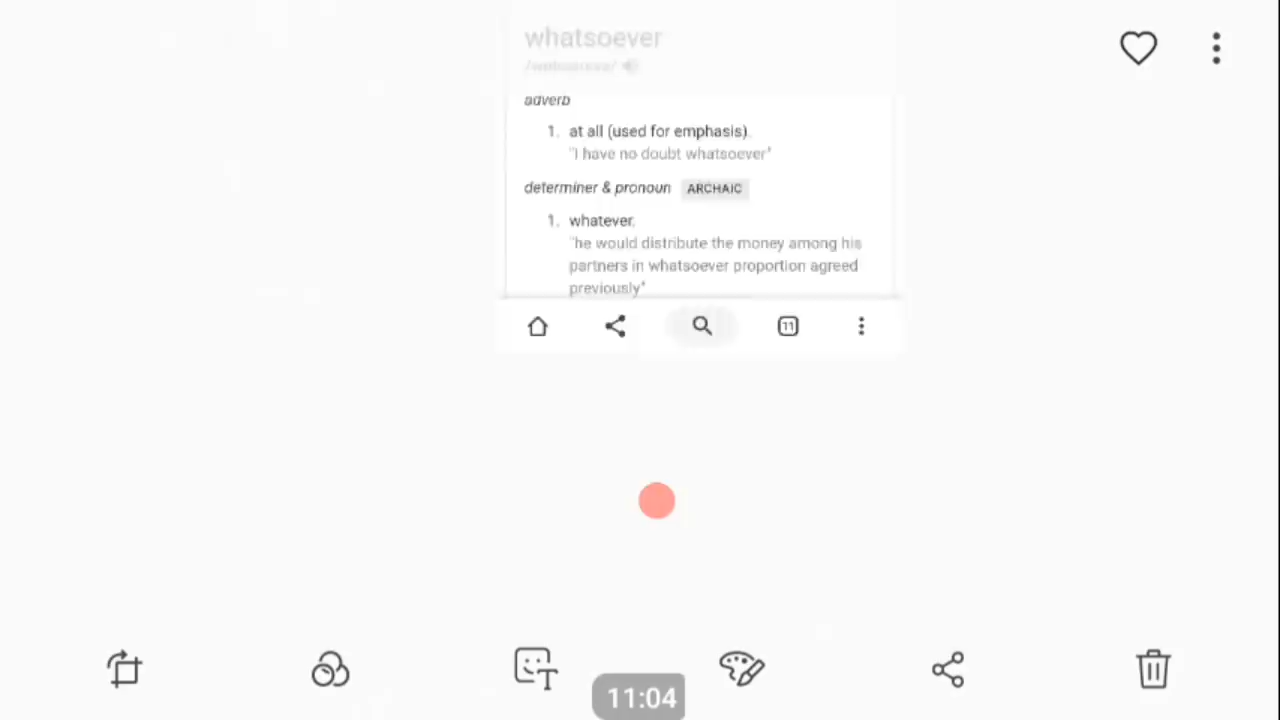 whatsoever
adverb
1. at all (used for emphasis).
"I have no doubt whatsoever"
determiner & pronoun ARCHAIC
1. whatever.
"he would distribute the money among his
partners in whatsoever proportion agreed
previously"
11
T
11:04